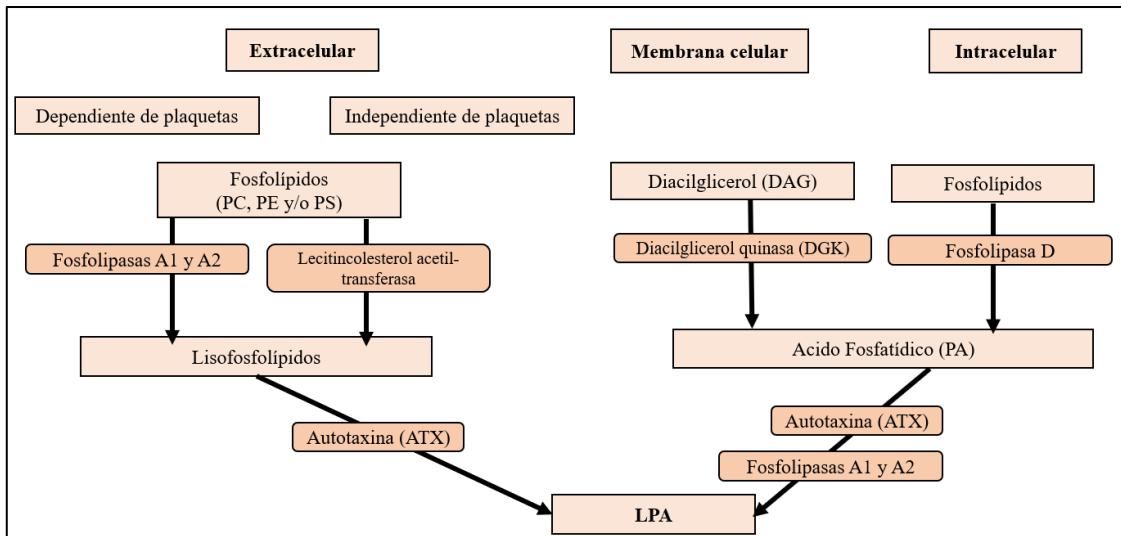 Extracelular
Membrana celular
Intracelular
Dependiente de plaquetas
Independiente de plaquetas
Fosfolípidos
(PC, PE y/o PS)
Diacilglicerol (DAG)
Fosfolípidos
Fosfolipasas A1 y A2
Lecitincolesterol acetil-
transferasa
Diacilglicerol quinasa (DGK)
Fosfolipasa D
Lisofosfolípidos
Acido Fosfatídico (PA)
Autotaxina (ATX)
Autotaxina (ATX)
Fosfolipasas A1 y A2
LPA